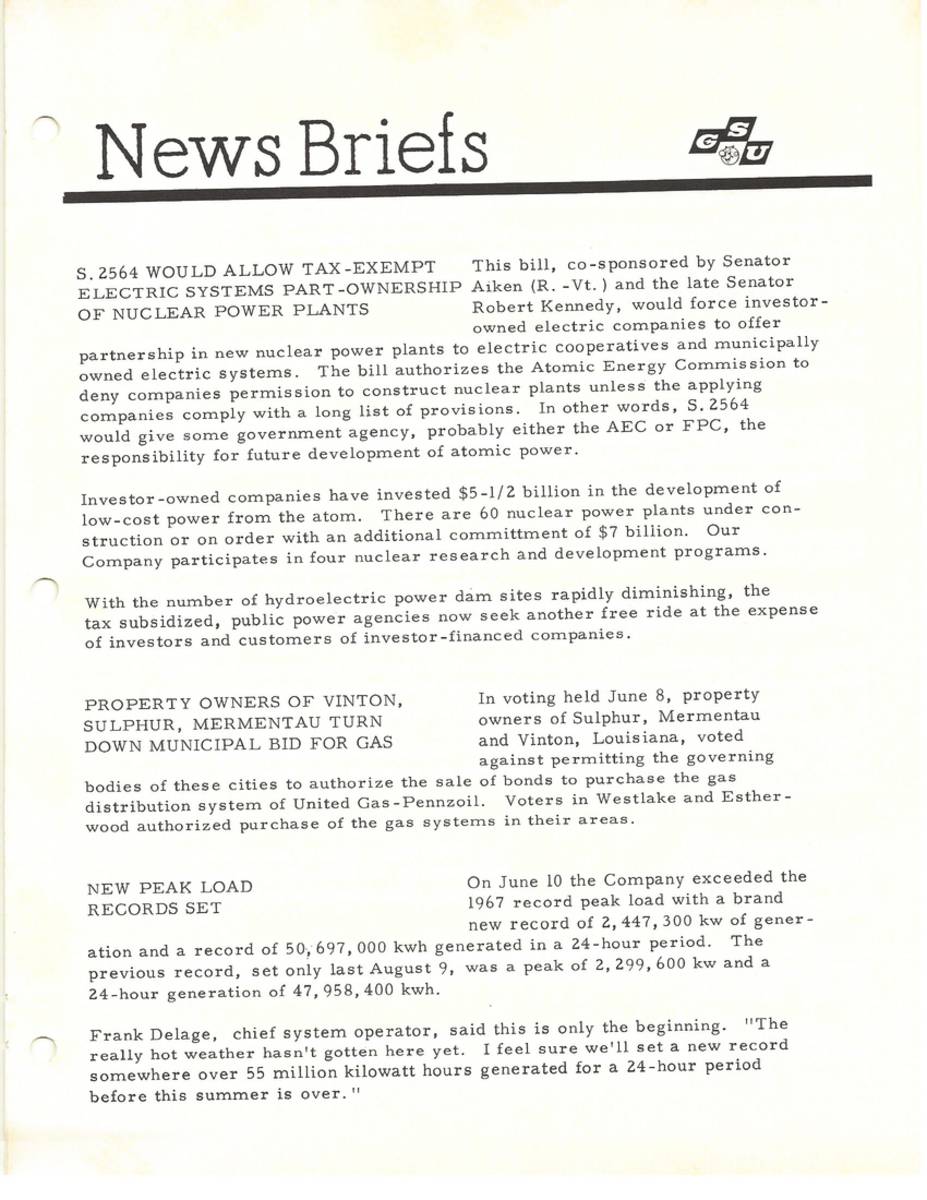 News Briefs
GSU
S. 2564 WOULD ALLOW TAX-EXEMPT
ELECTRIC SYSTEMS PART-OWNERSHIP
OF NUCLEAR POWER PLANTS
This bill, co-sponsored by Senator
Aiken (R. -Vt. ) and the late Senator
Robert Kennedy, would force investor-
owned electric companies to offer
partnership in new nuclear power plants to electric cooperatives and municipally
owned electric systems. The bill authorizes the Atomic Energy Commission to
deny companies permission to construct nuclear plants unless the applying
companies comply with a long list of provisions. In other words, S. 2564
would give some government agency, probably either the AEC or FPC, the
responsibility for future development of atomic power.
Investor-owned companies have invested $5-1/2 billion in the development of
low-cost power from the atom. There are 60 nuclear power plants under con-
struction or on order with an additional committment of $7 billion. Our
Company participates in four nuclear research and development programs.
With the number of hydroelectric power dam sites rapidly diminishing, the
tax subsidized, public power agencies now seek another free ride at the expense
of investors and customers of investor-financed companies.
PROPERTY OWNERS OF VINTON,
SULPHUR, MERMENTAU TURN
DOWN MUNICIPAL BID FOR GAS
In voting held June 8, property
owners of Sulphur, Mermentau
and Vinton, Louisiana, voted
against permitting the governing
bodies of these cities to authorize the sale of bonds to purchase the gas
distribution system of United Gas-Pennzoil. Voters in Westlake and Esther-
wood authorized purchase of the gas systems in their areas.
NEW PEAK LOAD
RECORDS SET
On June 10 the Company exceeded the
1967 record peak load with a brand
new record of 2, 447, 300 kw of gener-
ation and a record of 50, 697, 000 kwh generated in a 24-hour period. The
previous record, set only last August 9, was a peak of 2, 299, 600 kw and a
24-hour generation of 47, 958, 400 kwh.
Frank Delage, chief system operator, said this is only the beginning. "The
really hot weather hasn't gotten here yet. I feel sure we'll set a new record
somewhere over 55 million kilowatt hours generated for a 24-hour period
before this summer is over. "